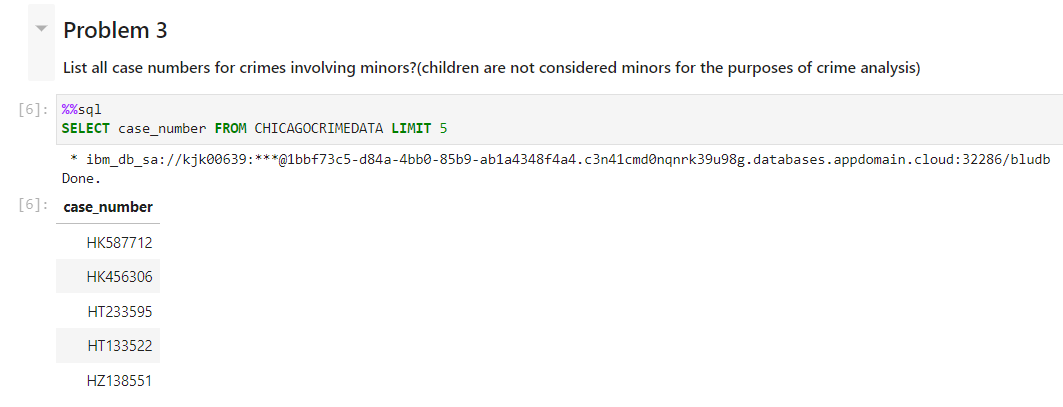 Problem 3
List all case numbers for crimes involving minors?(children are not considered minors for the purposes of crime analysis)
[6]: %%sql
SELECT case_number FROM CHICAGOCRIMEDATA LIMIT 5
* ibm_db_sa://kjk00639:***@1bbf73c5-d84a-4bb0-85b9-ab1a4348f4a4.c3n41cmd0nqnrk39u98g.databases.appdomain.cloud:32286/bludb
Done.
[6]: case_number
HK587712
HK456306
HT233595
HT133522
HZ138551